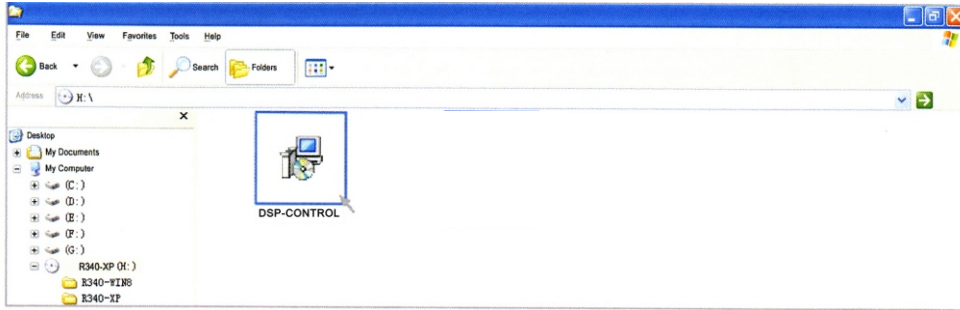 File Edit View Favorites Tools Help
Back Search Folders
Address H:\
Desktop
My Documents
My Computer
(C:)
(D:)
(E:)
(F:)
(G:)
R340-XP (H:)
R340-WIN8
R340-XP
DSP-CONTROL